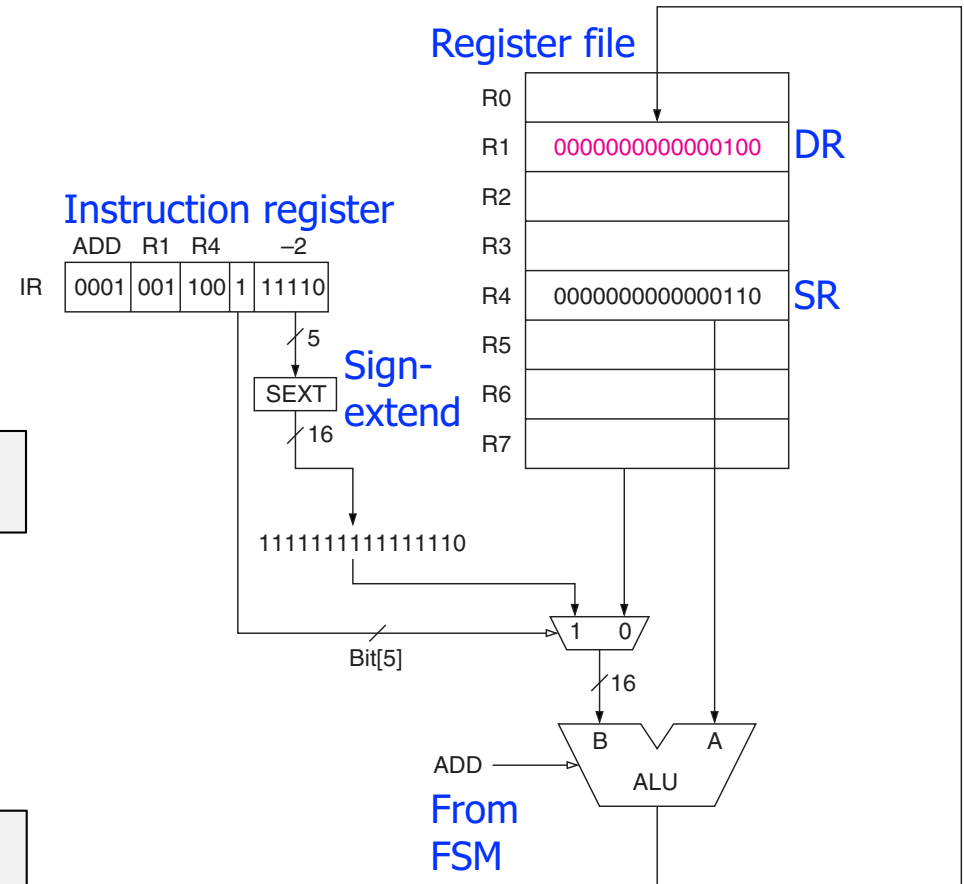 Register file
R0
R1 0000000000000100 DR
R2
Instruction register
ADD R1 R4 –2
R3
IR 0001 001 100 1 11110
R4 0000000000000110 SR
5
R5
Sign-
extend
SEXT
R6
16
R7
1111111111111110
1 0
Bit[5]
16
B A
ADD
ALU
From
FSM